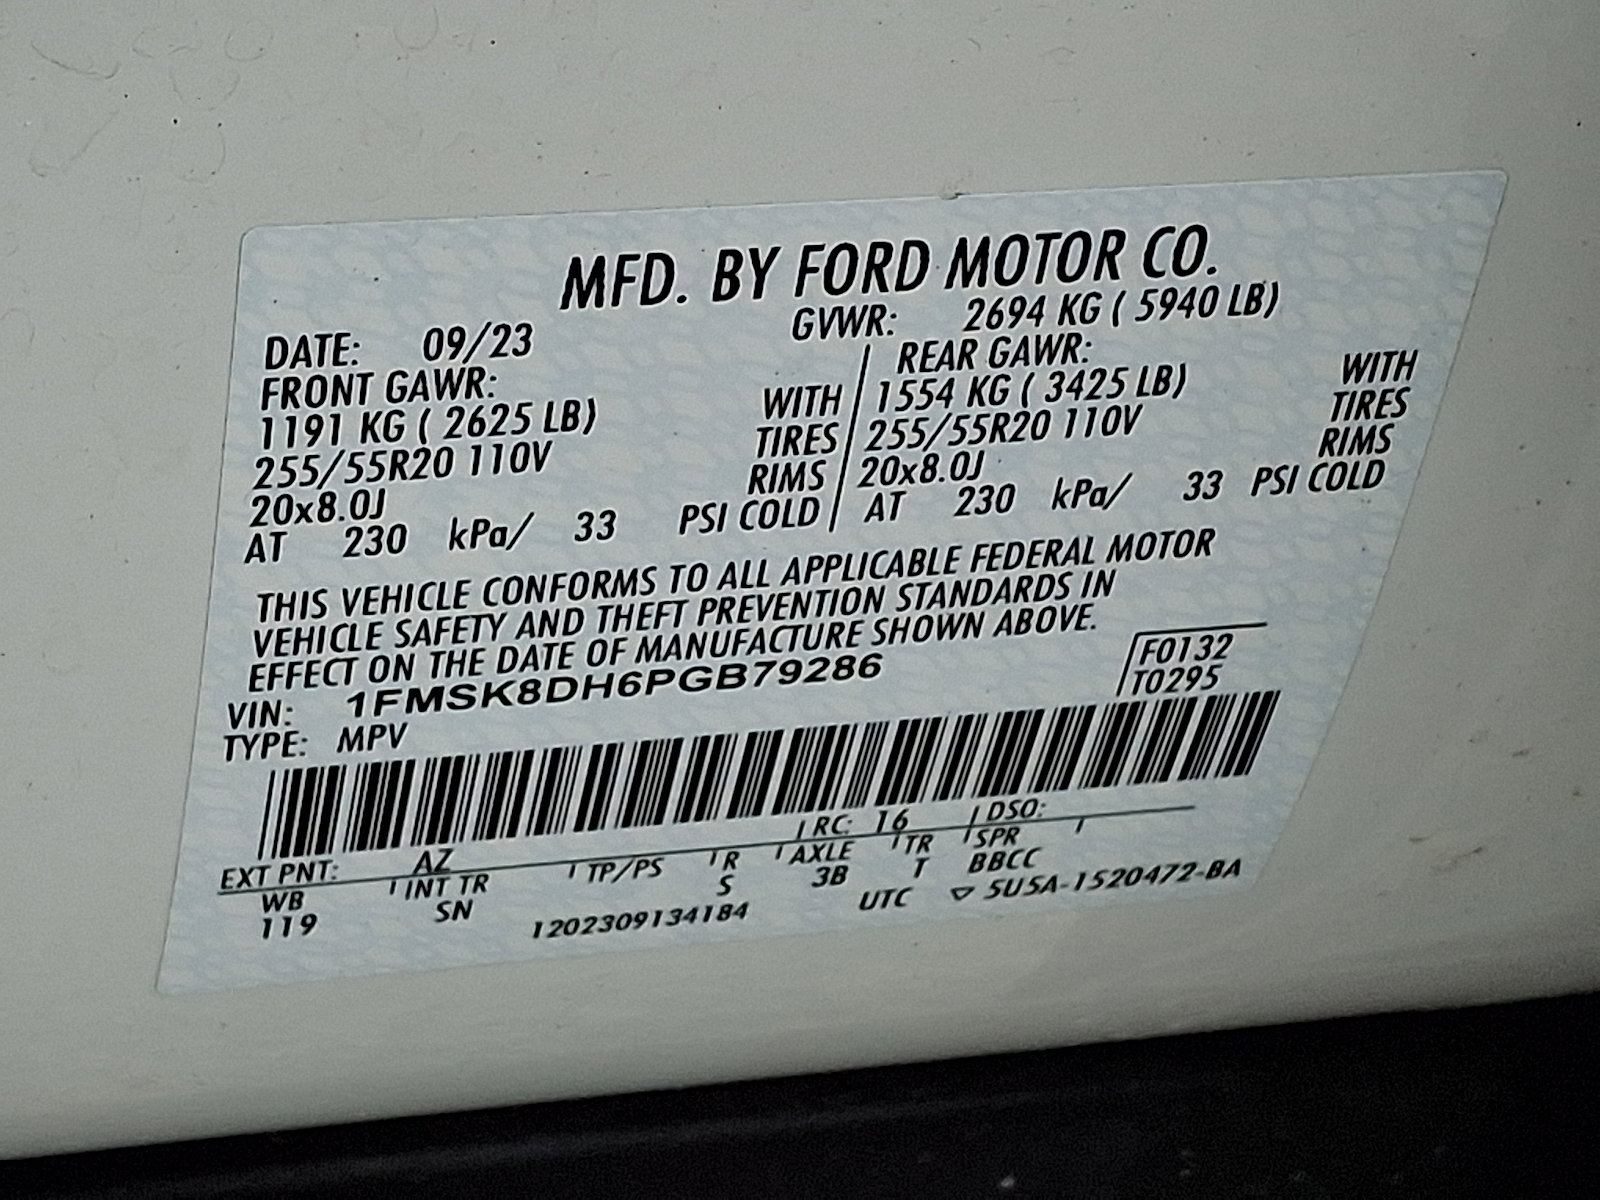 MFD. BY FORD MOTOR CO.
DATE: 09/23 GVWR: 2694 KG ( 5940 LB)
FRONT GAWR: REAR GAWR:
1191 KG ( 2625 LB) WITH 1554 KG ( 3425 LB) WITH
255/55R20 110V TIRES 255/55R20 110V TIRES
20x8.0J RIMS 20x8.0J RIMS
AT 230 kPa/ 33 PSI COLD AT 230 kPa/ 33 PSI COLD
THIS VEHICLE CONFORMS TO ALL APPLICABLE FEDERAL MOTOR
VEHICLE SAFETY AND THEFT PREVENTION STANDARDS IN
EFFECT ON THE DATE OF MANUFACTURE SHOWN ABOVE.
VIN: 1FMSK8DH6PGB79286 F0132
TYPE: MPV T0295
EXT PNT: AZ RC: 16 DSO:
WB INT TR TP/PS R AXLE TR SPR
119 SN S 3B T BBCC
1202309134184 UTC ▽ 5U5A-1520472-BA